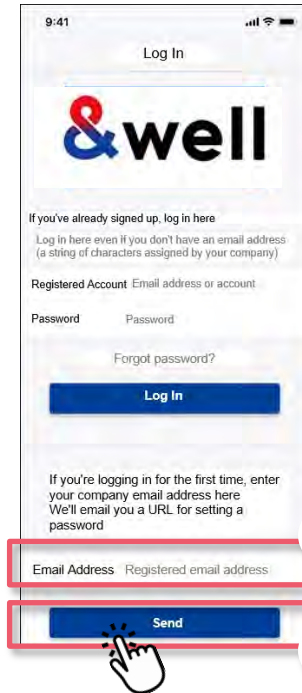 9:41
Log In
&well
If you've already signed up, log in here
Log in here even if you don't have an email address
(a string of characters assigned by your company)
Registered Account Email address or account
Password Password
Forgot password?
Log In
If you're logging in for the first time, enter
your company email address here
We'll email you a URL for setting a
password
Email Address Registered email address
Send